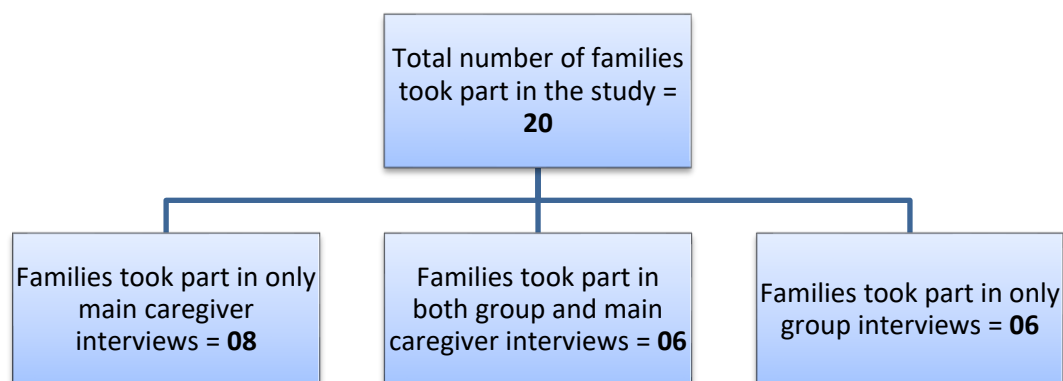 Total number of families
took part in the study =
20
Families took part in only
main caregiver
interviews = 08
Families took part in
both group and main
caregiver interviews = 06
Families took part in only
group interviews = 06